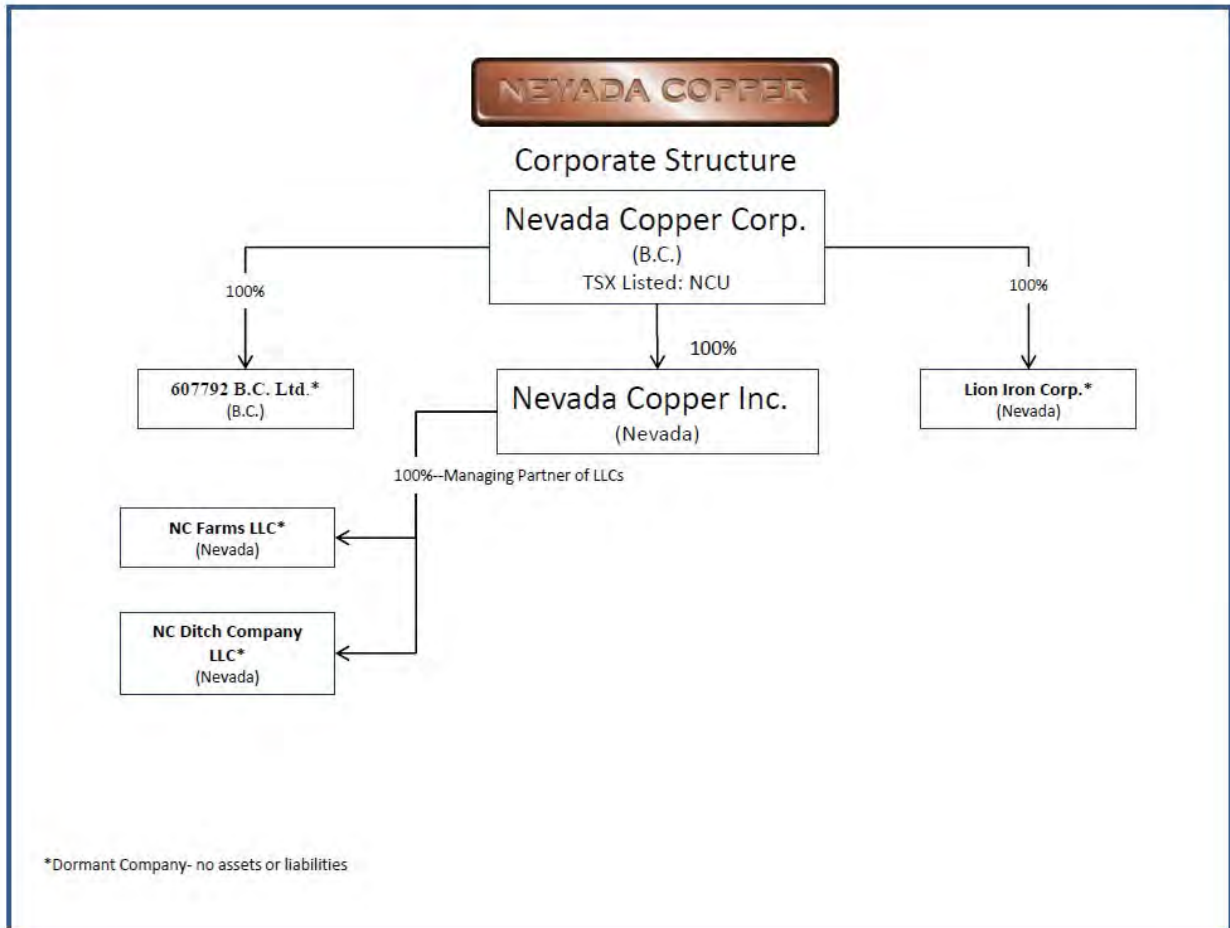 NEVADA COPPER
Corporate Structure
Nevada Copper Corp.
(B.C.)
TSX Listed: NCU
100%
100%
100%
607792 B.C. Ltd.*
(B.C.)
Nevada Copper Inc.
(Nevada)
Lion Iron Corp.*
(Nevada)
100%--Managing Partner of LLCs
NC Farms LLC*
(Nevada)
NC Ditch Company
LLC*
(Nevada)
*Dormant Company- no assets or liabilities